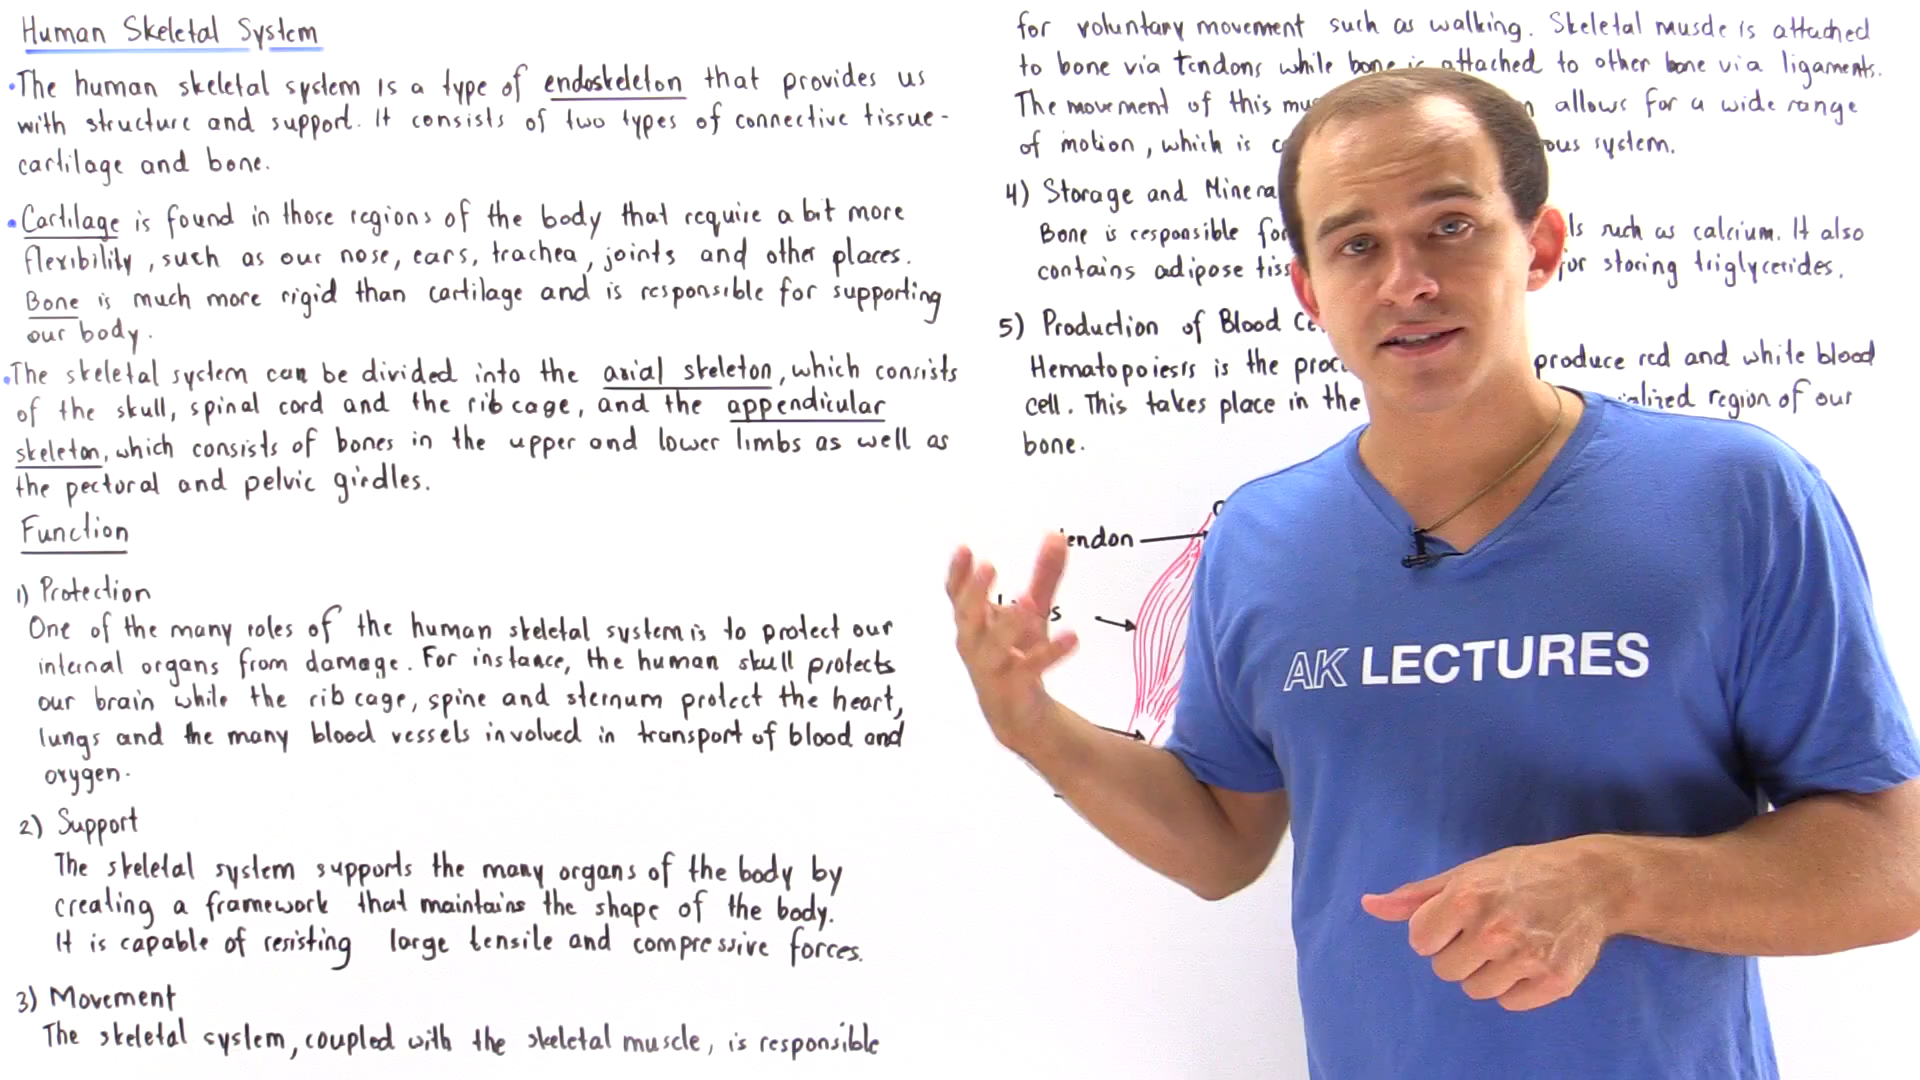 Human Skeletal System
•The human skeletal system is a type of endoskeleton that provides us
with structure and support. It consists of two types of connective tissue -
cartilage and bone.
•Cartilage is found in those regions of the body that require a bit more
flexibility, such as our nose, ears, trachea, joints and other places.
Bone is much more rigid than cartilage and is responsible for supporting
our body.
•The skeletal system can be divided into the axial skeleton, which consists
of the skull, spinal cord and the rib cage, and the appendicular
skeleton, which consists of bones in the upper and lower limbs as well as
the pectoral and pelvic girdles.
Function
1) Protection
One of the many roles of the human skeletal system is to protect our
internal organs from damage. For instance, the human skull protects
our brain while the rib cage, spine and sternum protect the heart,
lungs and the many blood vessels involved in transport of blood and
oxygen.
2) Support
The skeletal system supports the many organs of the body by
creating a framework that maintains the shape of the body.
It is capable of resisting large tensile and compressive forces.
3) Movement
The skeletal system, coupled with the skeletal muscle, is responsible
for voluntary movement such as walking. Skeletal muscle is attached
to bone via tendons while bone is attached to other bone via ligaments.
The movement of this allows for a wide range
of motion, which is system.
4) Storage and
Bone is responsible for such as calcium. It also
contains adipose for storing triglycerides.
5) Production of Blood
Hematopoiesis is the produce red and white blood
cell. This takes place in the region of our
bone.
AK LECTURES